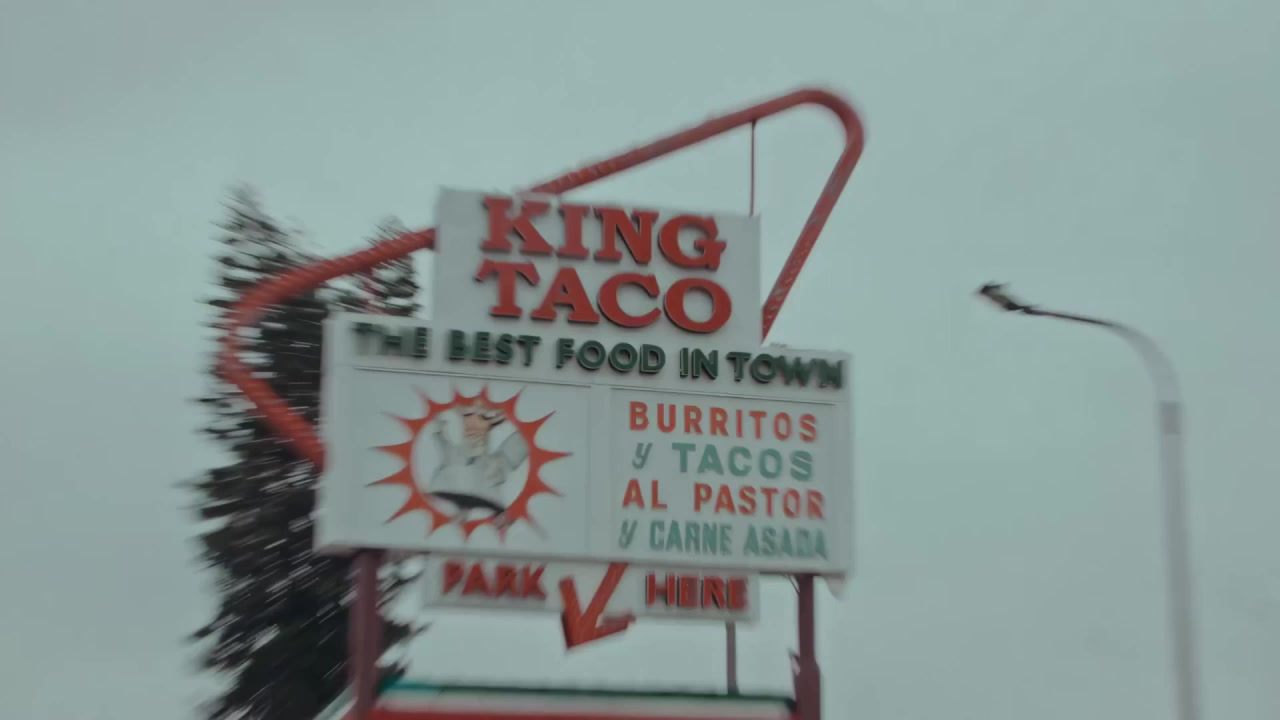 KING
TACO
THE BEST FOOD IN TOWN
BURRITOS
y TACOS
AL PASTOR
y CARNE ASADA
PARK HERE